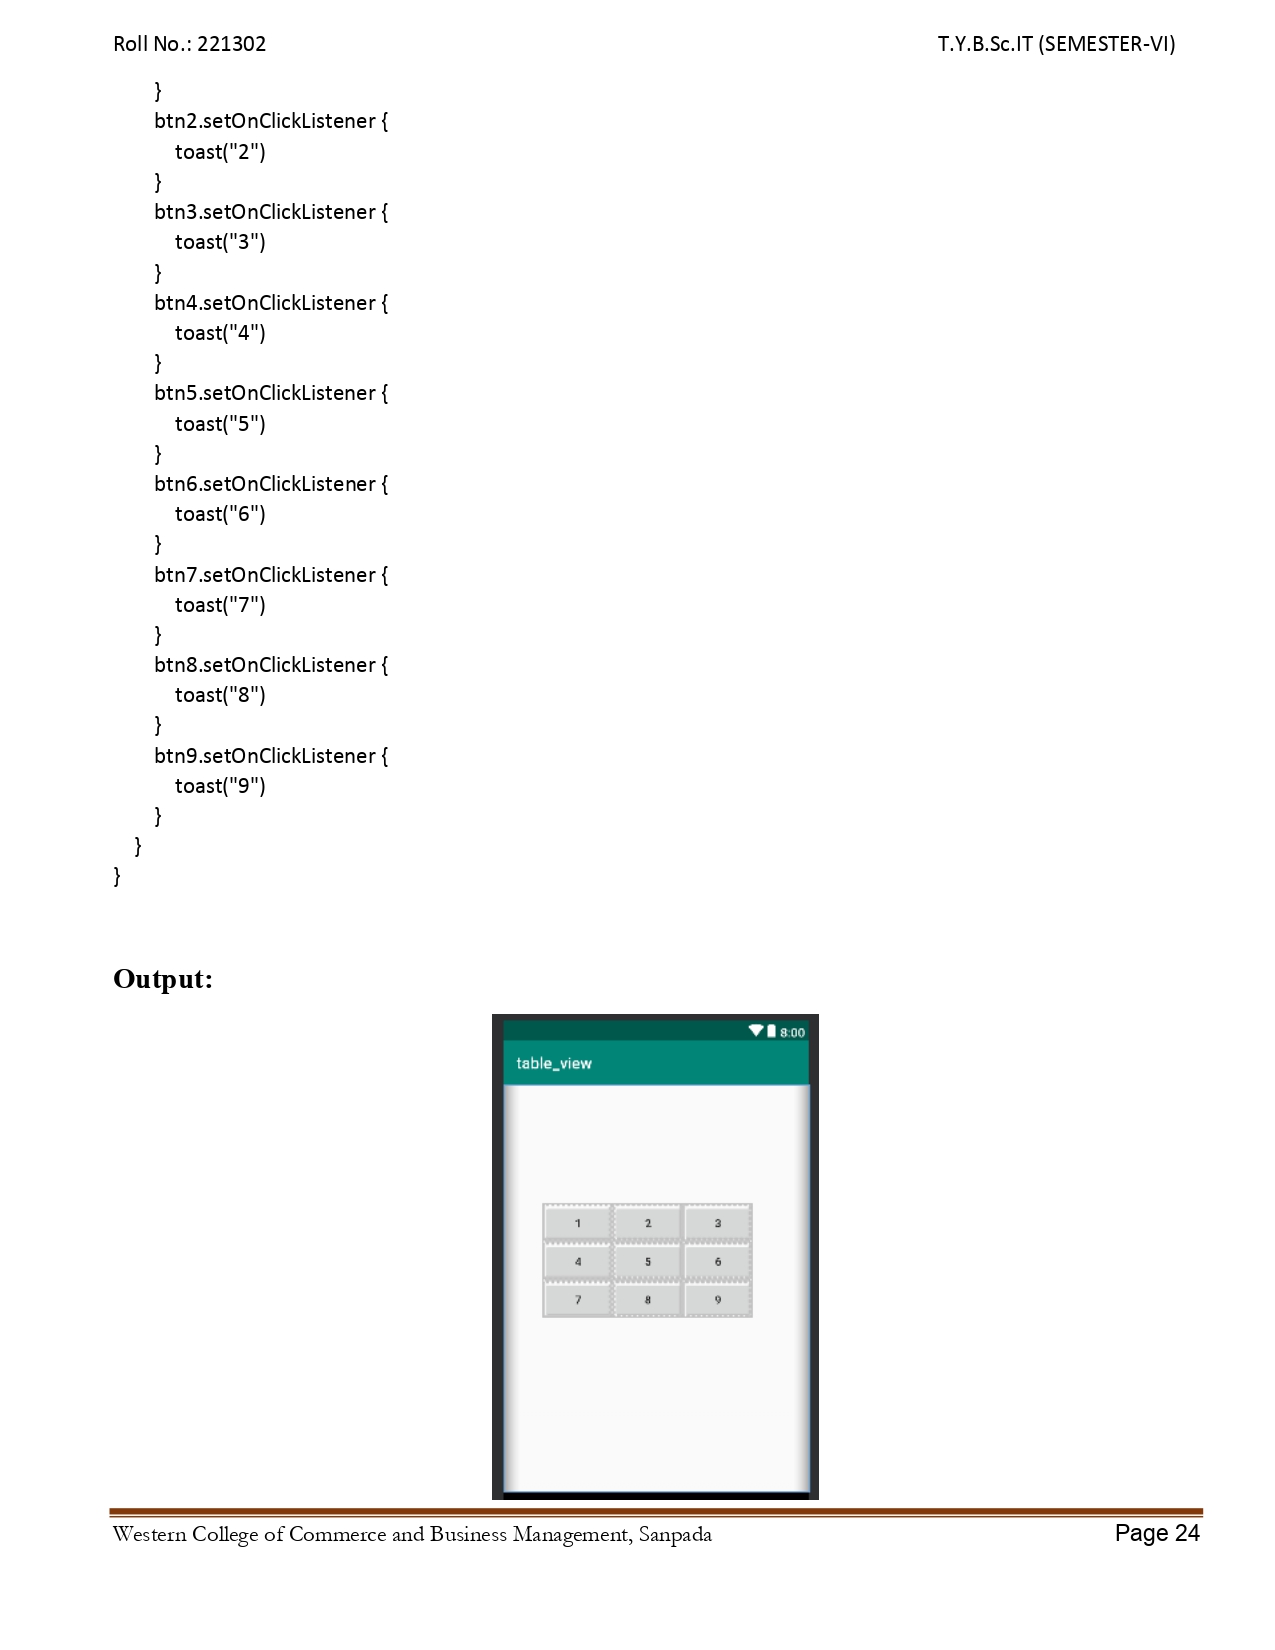 Roll No.: 221302 T.Y.B.Sc.IT (SEMESTER-VI)
}
btn2.setOnClickListener {
toast("2")
}
btn3.setOnClickListener {
toast("3")
}
btn4.setOnClickListener {
toast("4")
}
btn5.setOnClickListener {
toast("5")
}
btn6.setOnClickListener {
toast("6")
}
btn7.setOnClickListener {
toast("7")
}
btn8.setOnClickListener {
toast("8")
}
btn9.setOnClickListener {
toast("9")
}
}
}
Output:
8:00
table_view
1 2 3
4 5 6
7 8 9
Western College of Commerce and Business Management, Sanpada Page 24